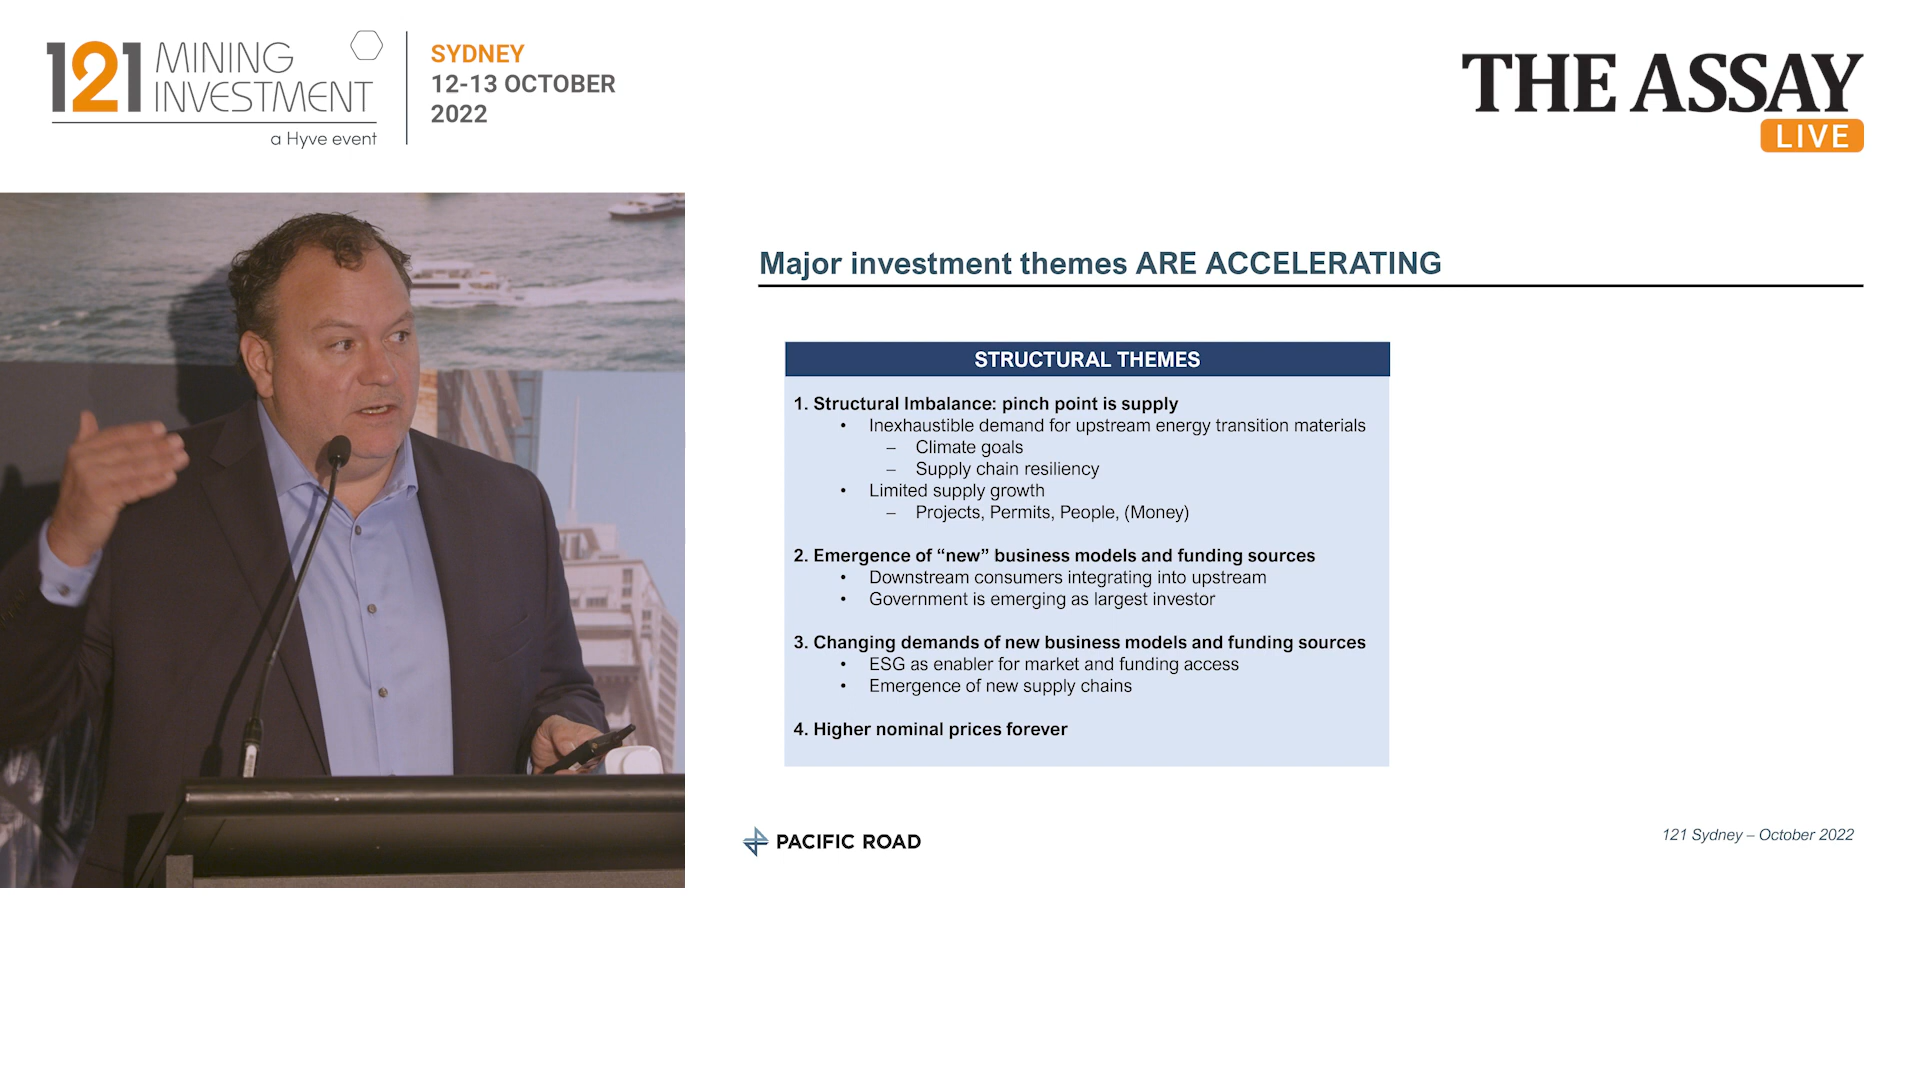 121 MINING
INVESTMENT
a Hyve event
SYDNEY
12-13 OCTOBER
2022
THE ASSAY
LIVE
Major investment themes ARE ACCELERATING
STRUCTURAL THEMES
1. Structural Imbalance: pinch point is supply
• Inexhaustible demand for upstream energy transition materials
– Climate goals
– Supply chain resiliency
• Limited supply growth
– Projects, Permits, People, (Money)
2. Emergence of “new” business models and funding sources
• Downstream consumers integrating into upstream
• Government is emerging as largest investor
3. Changing demands of new business models and funding sources
• ESG as enabler for market and funding access
• Emergence of new supply chains
4. Higher nominal prices forever
PACIFIC ROAD
121 Sydney – October 2022